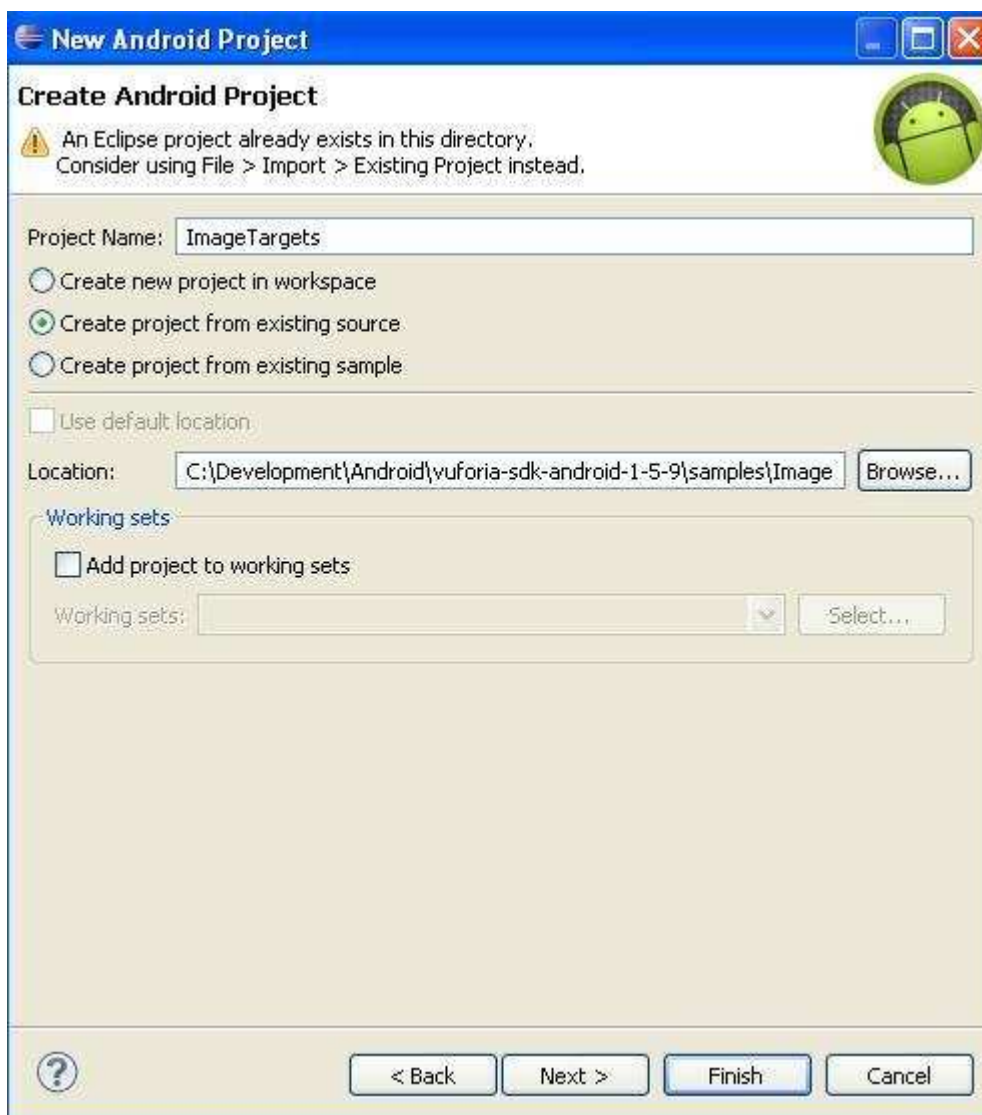 New Android Project
Create Android Project
An Eclipse project already exists in this directory.
Consider using File > Import > Existing Project instead.
Project Name: ImageTargets
Create new project in workspace
Create project from existing source
Create project from existing sample
Use default location
Location: C:\Development\Android\vuforia-sdk-android-1-5-9\samples\Image Browse...
Working sets
Add project to working sets
Working sets: Select...
? < Back Next > Finish Cancel